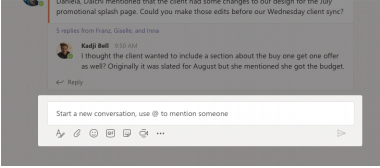 Daniela, Daichi mentioned that the client had some changes to our design for the July
promotional splash page. Could you make those edits before our Wednesday client sync?
5 replies from Franz, Giselle, and Irena
Kadji Bell 9:50 AM
I thought the client wanted to include a section about the buy one get one offer
as well? Originally it was slated for August but she mentioned she got the budget.
Reply
Start a new conversation, use @ to mention someone
GIF